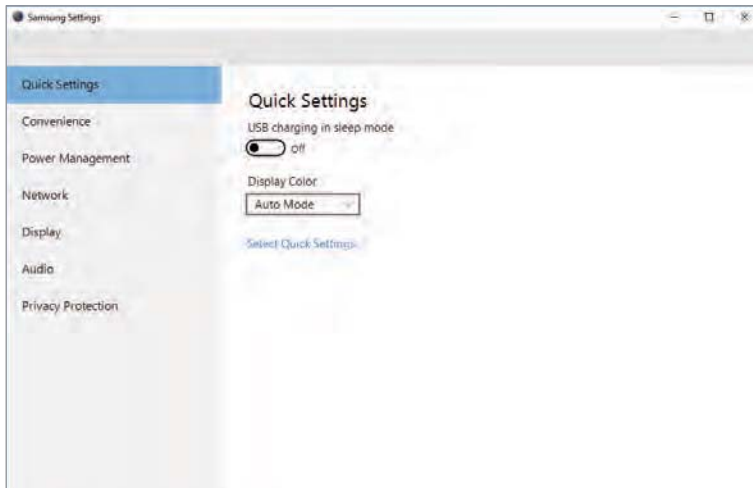 Samsung Settings
Quick Settings
Convenience
Power Management
Network
Display
Audio
Privacy Protection
Quick Settings
USB charging in sleep mode
Off
Display Color
Auto Mode
Select Quick Settings